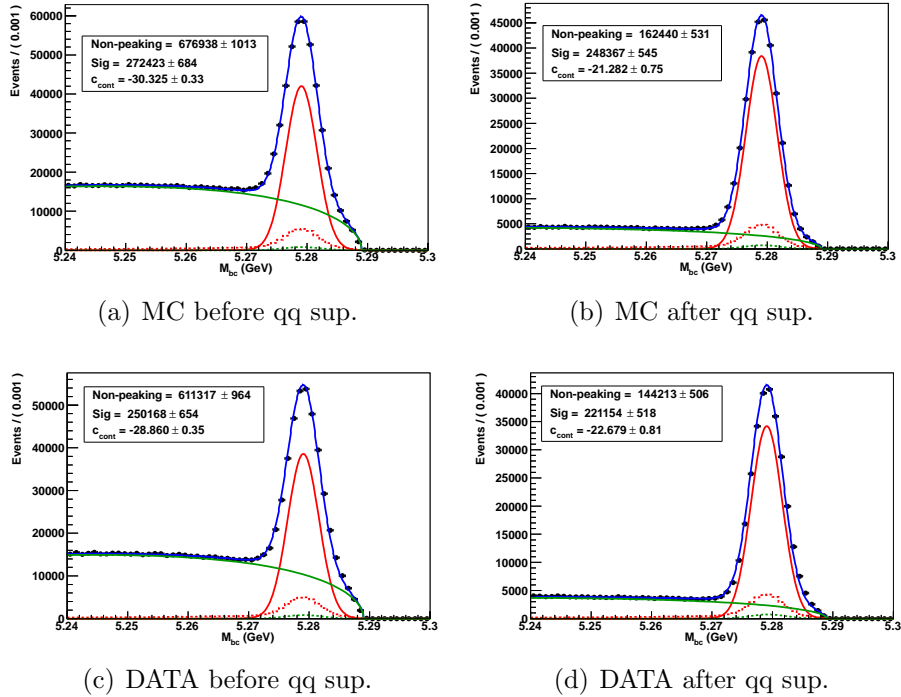 Events / ( 0.001 )
60000
50000
40000
30000
20000
10000
0
Non-peaking = 676938 ± 1013
Sig = 272423 ± 684
c_cont = -30.325 ± 0.33
5.24 5.25 5.26 5.27 5.28 5.29 5.3
M_bc (GeV)
(a) MC before qq sup.
Events / ( 0.001 )
45000
40000
35000
30000
25000
20000
15000
10000
5000
0
Non-peaking = 162440 ± 531
Sig = 248367 ± 545
c_cont = -21.282 ± 0.75
5.24 5.25 5.26 5.27 5.28 5.29 5.3
M_bc (GeV)
(b) MC after qq sup.
Events / ( 0.001 )
50000
40000
30000
20000
10000
0
Non-peaking = 611317 ± 964
Sig = 250168 ± 654
c_cont = -28.860 ± 0.35
5.24 5.25 5.26 5.27 5.28 5.29 5.3
M_bc (GeV)
(c) DATA before qq sup.
Events / ( 0.001 )
40000
35000
30000
25000
20000
15000
10000
5000
0
Non-peaking = 144213 ± 506
Sig = 221154 ± 518
c_cont = -22.679 ± 0.81
5.24 5.25 5.26 5.27 5.28 5.29 5.3
M_bc (GeV)
(d) DATA after qq sup.